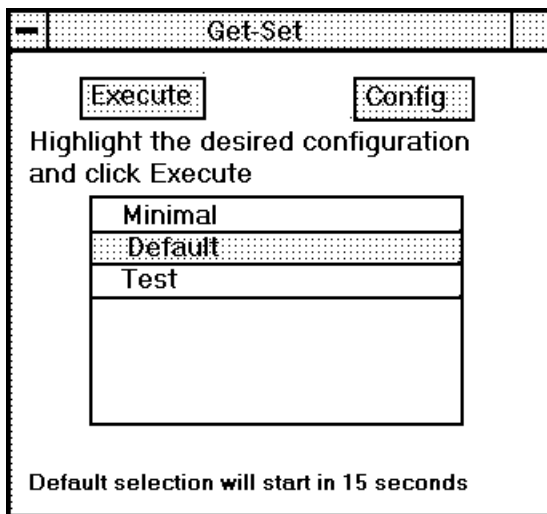 Get-Set
Execute Config
Highlight the desired configuration
and click Execute
Minimal
Default
Test
Default selection will start in 15 seconds